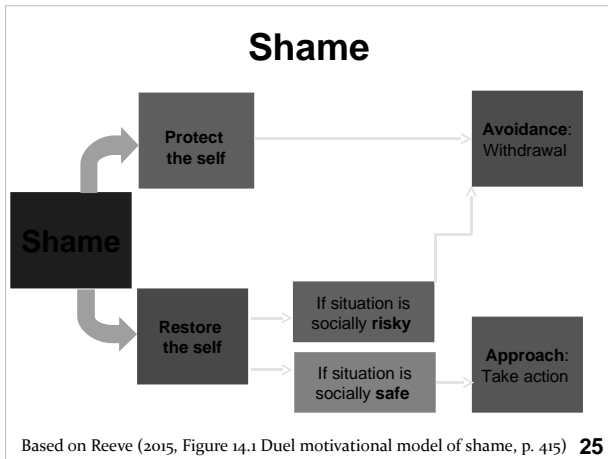 Shame
Protect
the self
Avoidance:
Withdrawal
Shame
Restore
the self
If situation is
socially risky
If situation is
socially safe
Approach:
Take action
Based on Reeve (2015, Figure 14.1 Duel motivational model of shame, p. 415) 25